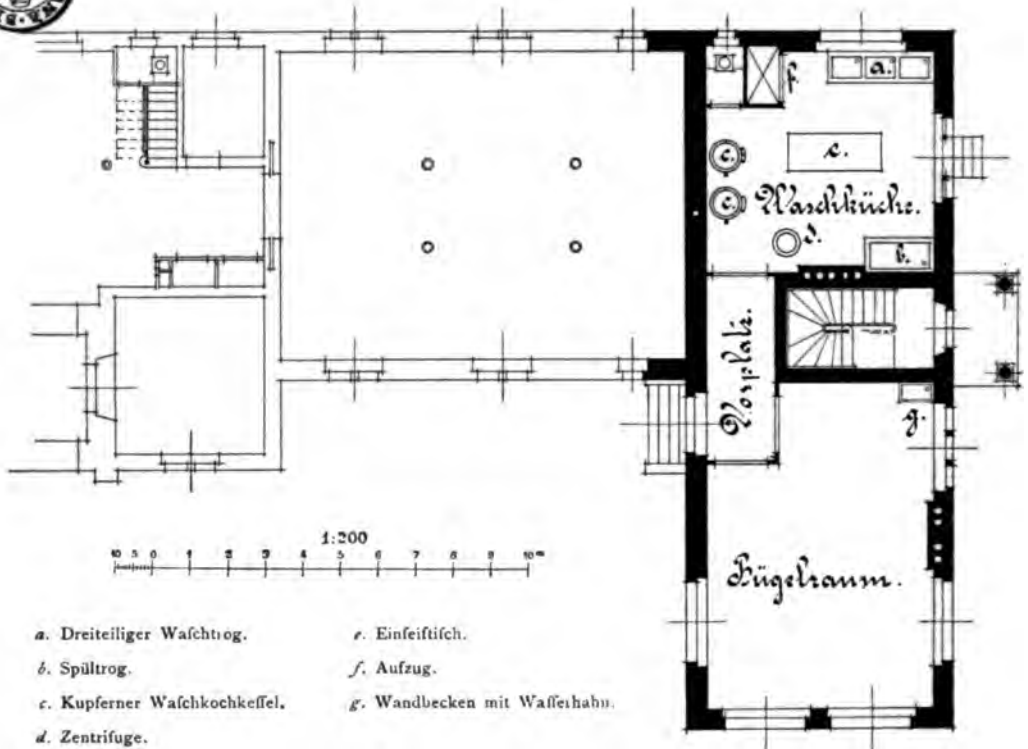 f.
a.
e.
c.
c.
Waschküche.
d.
b.
Vorplatz.
g.
1:200
10 5 0 1 2 3 4 5 6 7 8 9 10 m
Bügelraum.
a. Dreiteiliger Waſchtrog.
e. Einſeiftiſch.
b. Spültrog.
f. Aufzug.
c. Kupferner Waſchkochkeſſel.
g. Wandbecken mit Waſſerhahn.
d. Zentrifuge.